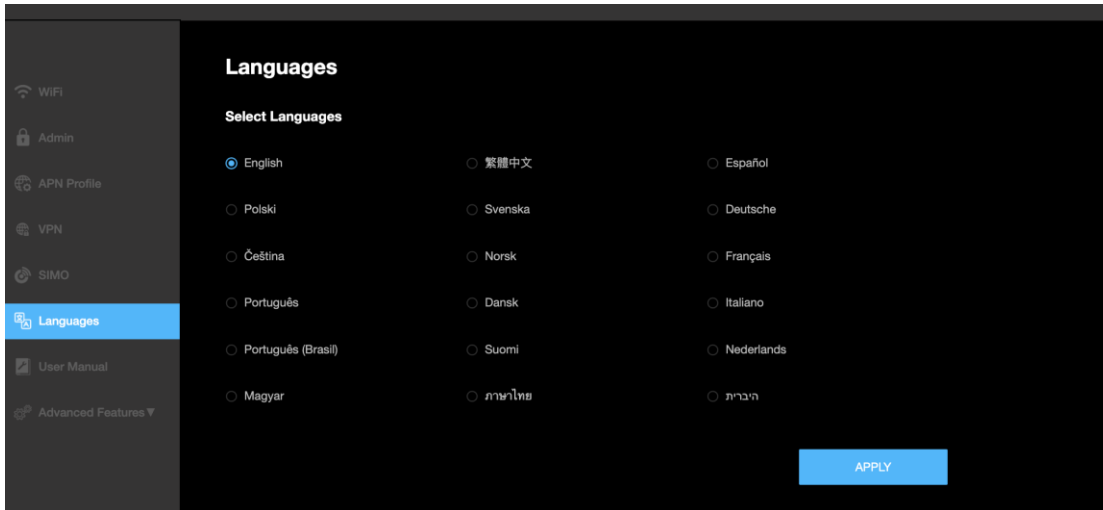 WiFi
Admin
APN Profile
VPN
SIMO
Languages
User Manual
Advanced Features▼
Languages
Select Languages
English 繁體中文 Español
Polski Svenska Deutsche
Čeština Norsk Français
Português Dansk Italiano
Português (Brasil) Suomi Nederlands
Magyar ภาษาไทย היברית
APPLY